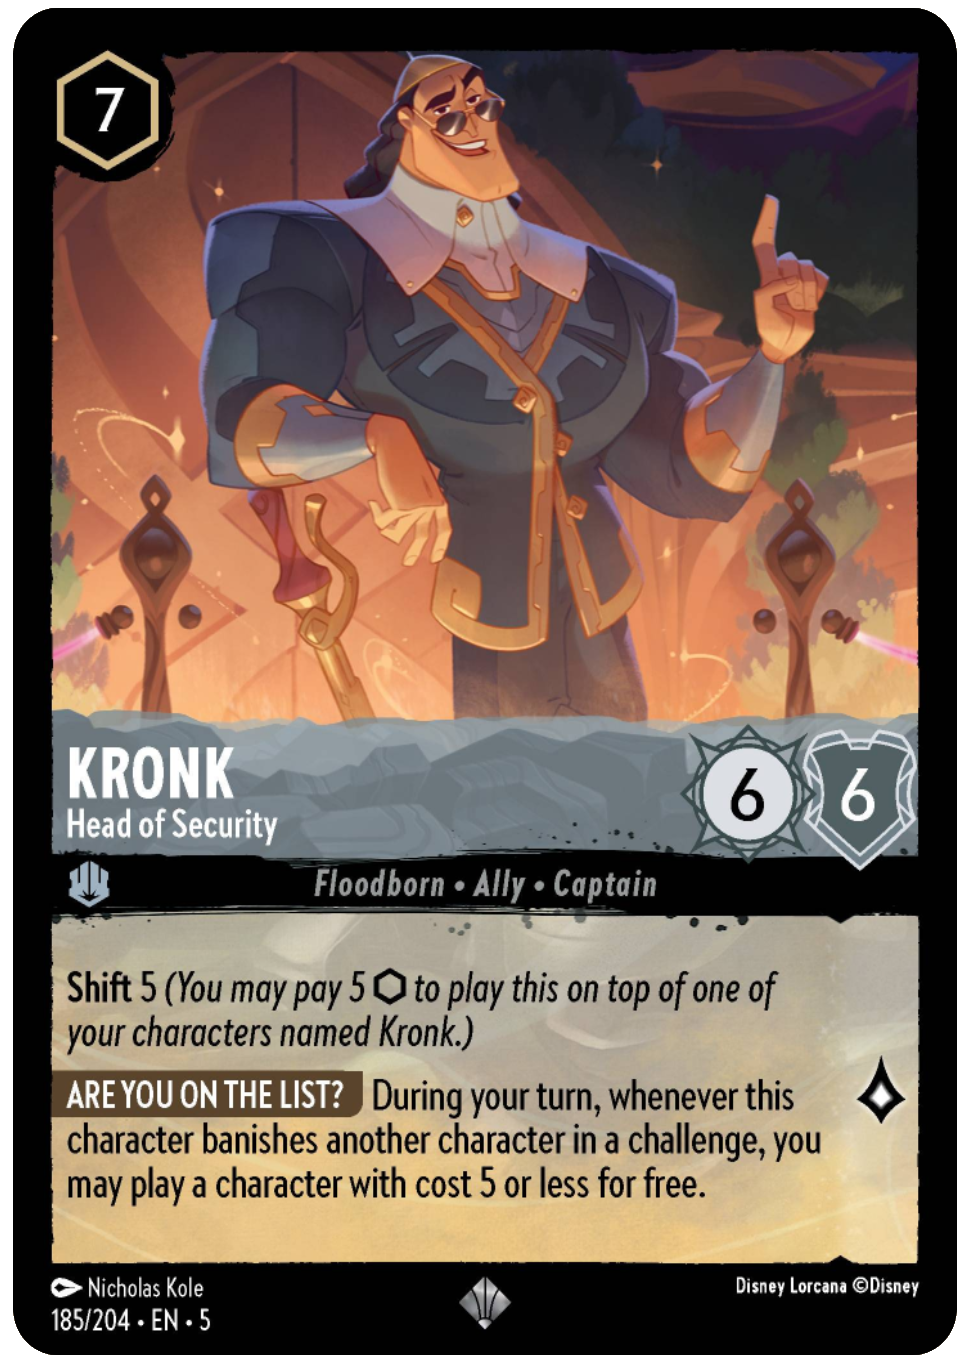 7
KRONK
Head of Security
6
6
Floodborn • Ally • Captain
Shift 5 (You may pay 5 ⬡ to play this on top of one of
your characters named Kronk.)
ARE YOU ON THE LIST? During your turn, whenever this
character banishes another character in a challenge, you
may play a character with cost 5 or less for free.
Nicholas Kole
Disney Lorcana ©Disney
185/204 • EN • 5